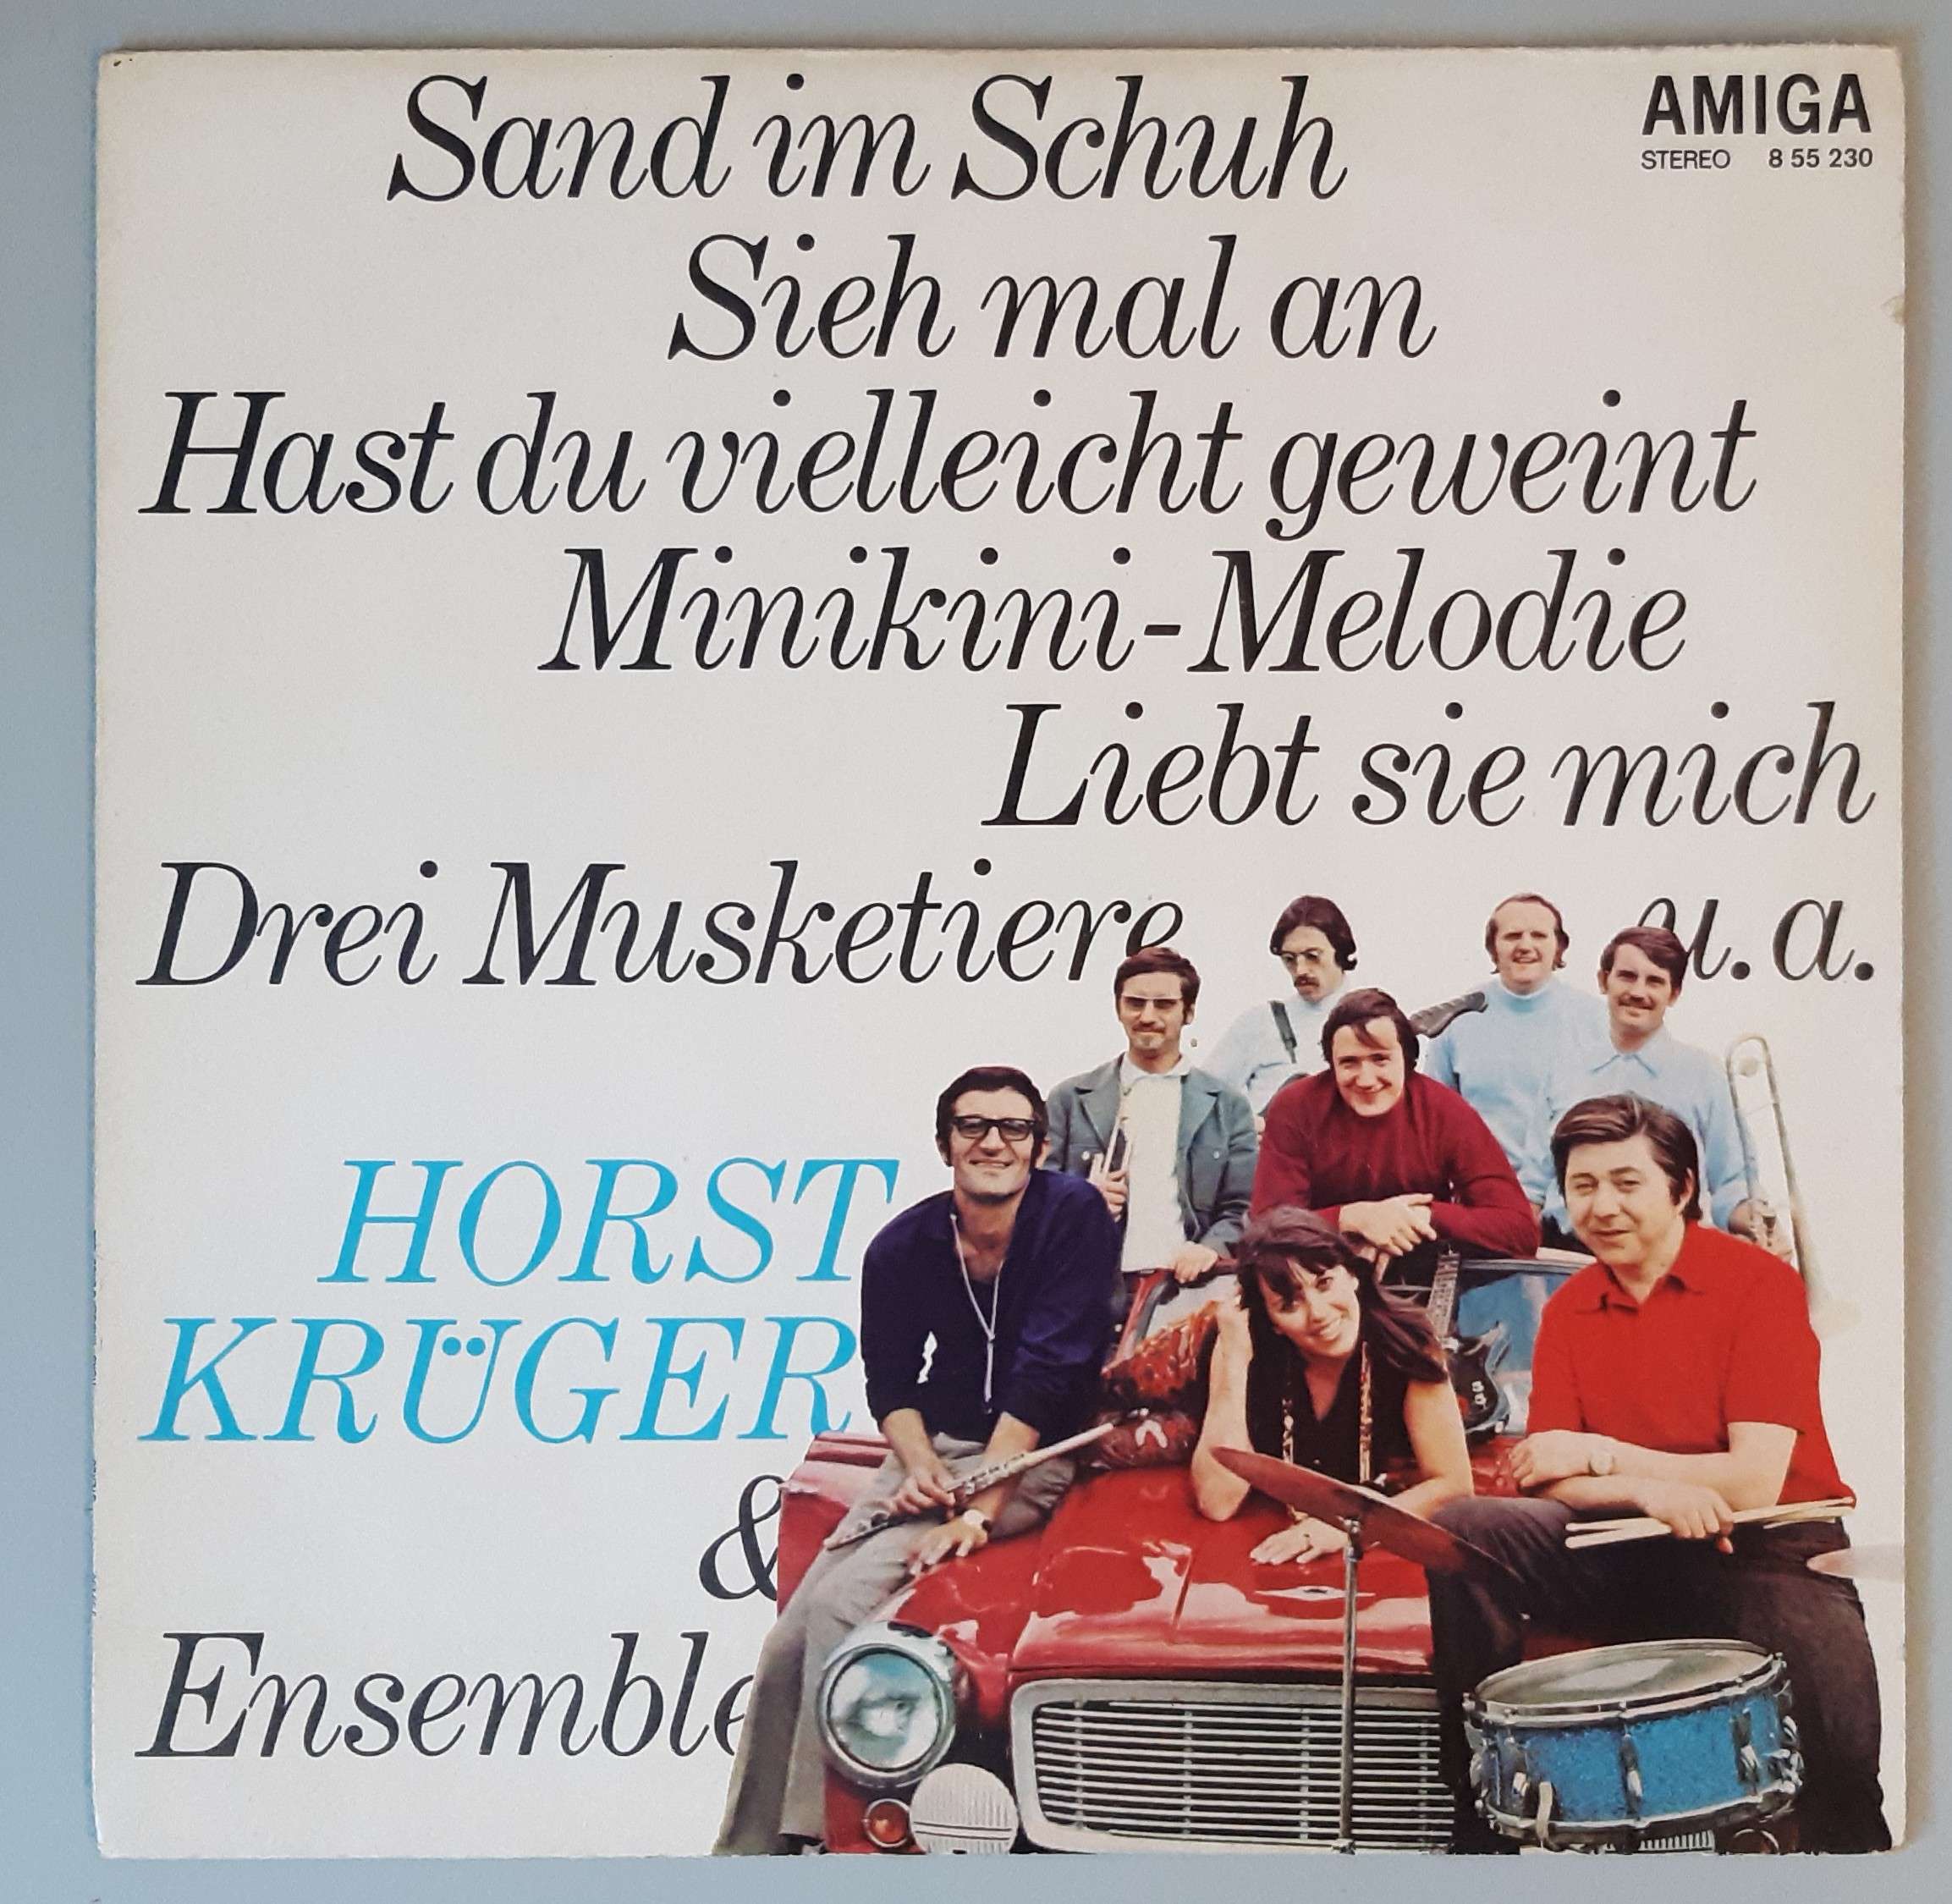 Sand im Schuh
AMIGA
STEREO 8 55 230
Sieh mal an
Hast du vielleicht geweint
Minikini-Melodie
Liebt sie mich
Drei Musketiere u. a.
HORST
KRÜGER
&
Ensemble